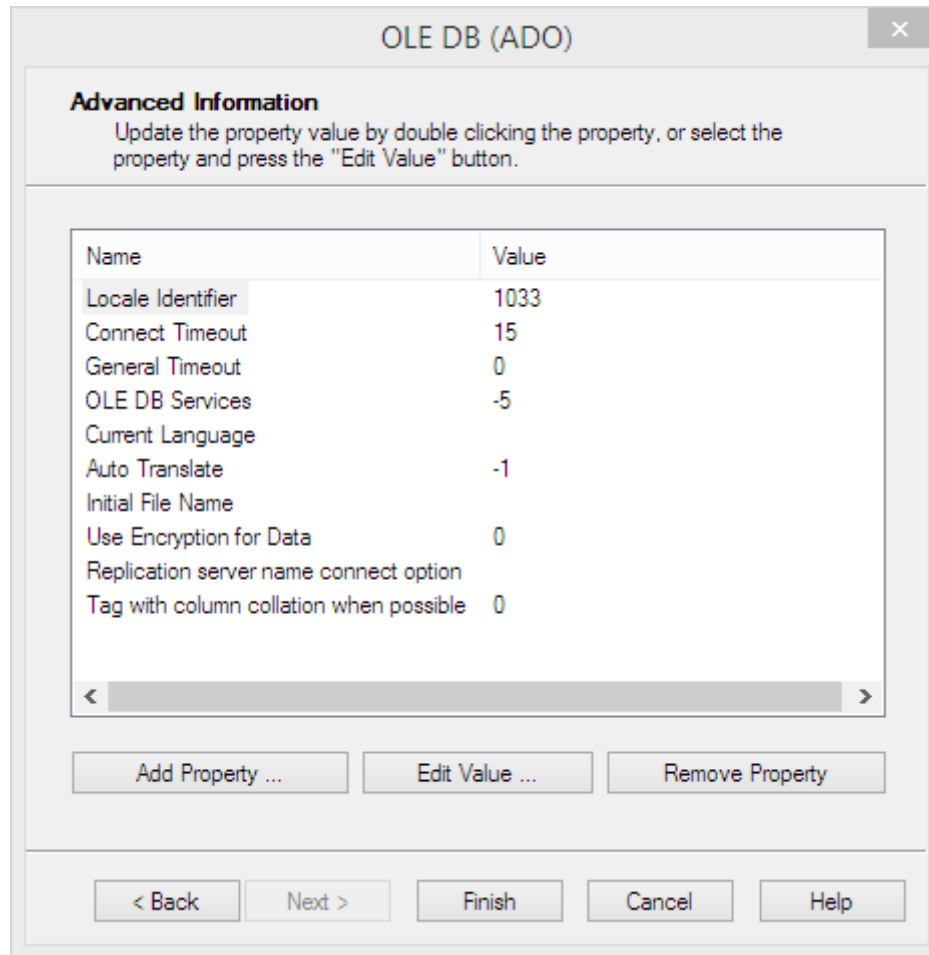 OLE DB (ADO)
Advanced Information
Update the property value by double clicking the property, or select the
property and press the "Edit Value" button.
Name Value
Locale Identifier 1033
Connect Timeout 15
General Timeout 0
OLE DB Services -5
Current Language
Auto Translate -1
Initial File Name
Use Encryption for Data 0
Replication server name connect option
Tag with column collation when possible 0
Add Property ... Edit Value ... Remove Property
< Back Next > Finish Cancel Help